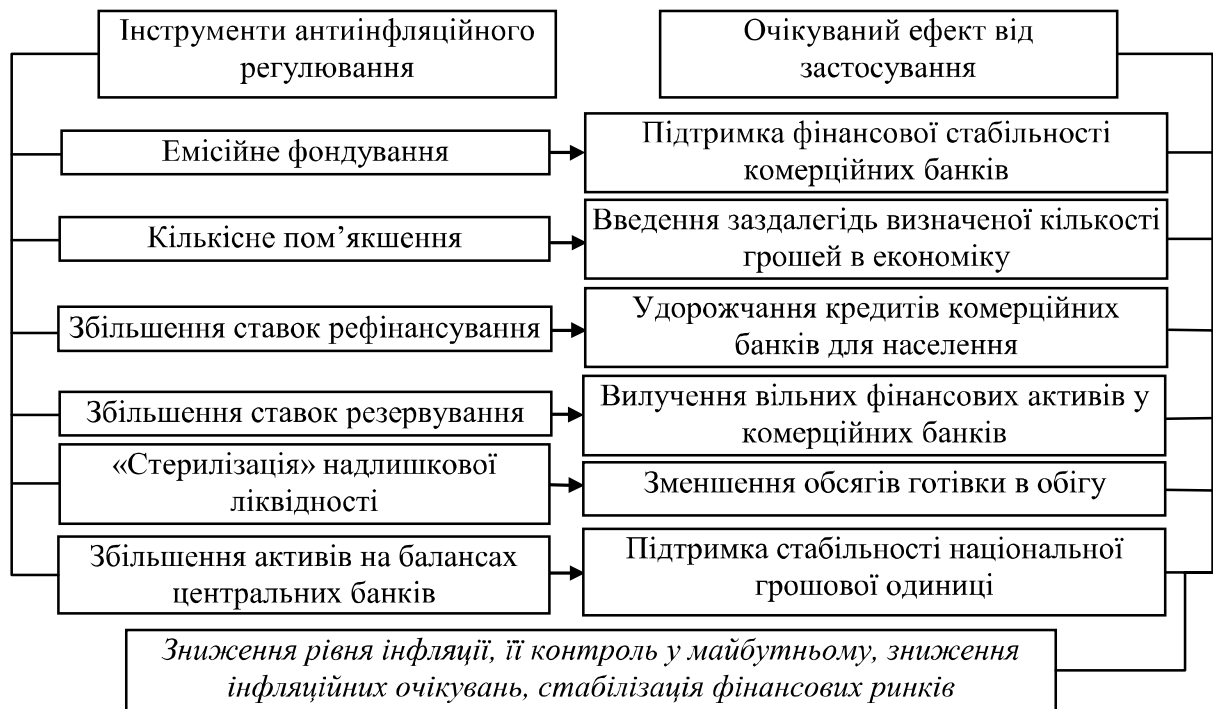 Інструменти антиінфляційного
регулювання
Очікуваний ефект від
застосування
Емісійне фондування
Підтримка фінансової стабільності
комерційних банків
Кількісне пом’якшення
Введення заздалегідь визначеної кількості
грошей в економіку
Збільшення ставок рефінансування
Удорожчання кредитів комерційних
банків для населення
Збільшення ставок резервування
Вилучення вільних фінансових активів у
комерційних банків
«Стерилізація» надлишкової
ліквідності
Зменшення обсягів готівки в обігу
Збільшення активів на балансах
центральних банків
Підтримка стабільності національної
грошової одиниці
Зниження рівня інфляції, її контроль у майбутньому, зниження
інфляційних очікувань, стабілізація фінансових ринків